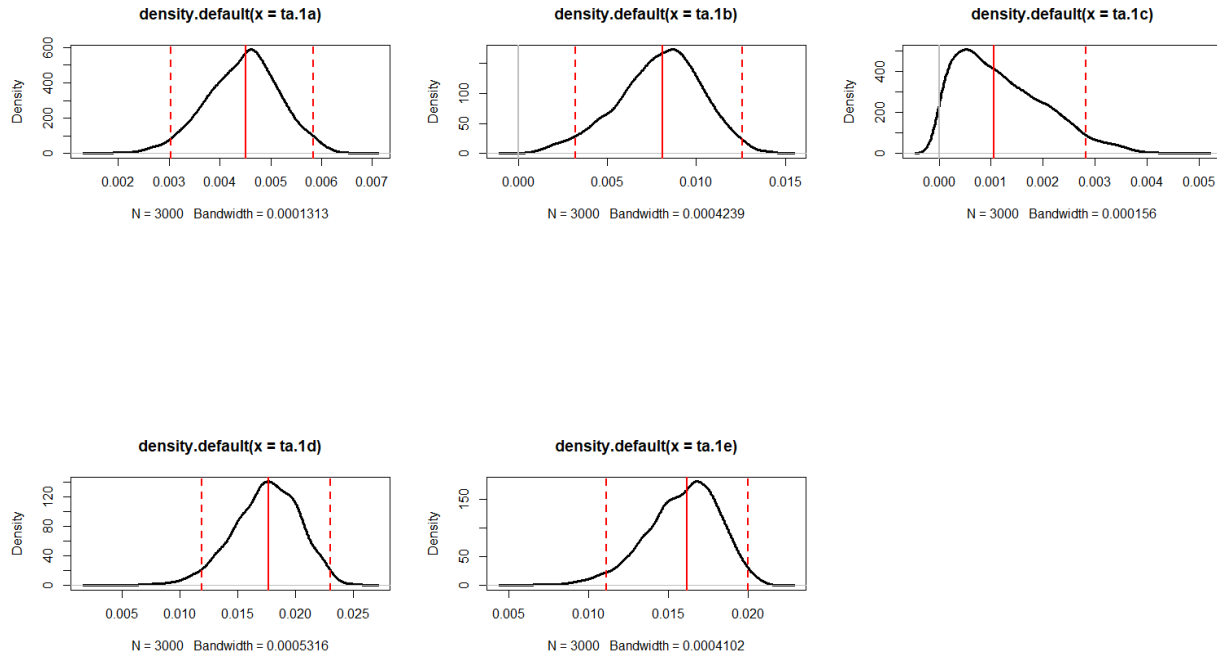 density.default(x = ta.1a)
Density
0 200 400 600
0.002 0.003 0.004 0.005 0.006 0.007
N = 3000 Bandwidth = 0.0001313
density.default(x = ta.1b)
Density
0 50 100
0.000 0.005 0.010 0.015
N = 3000 Bandwidth = 0.0004239
density.default(x = ta.1c)
Density
0 200 400
0.000 0.001 0.002 0.003 0.004 0.005
N = 3000 Bandwidth = 0.000156
density.default(x = ta.1d)
Density
0 40 80 120
0.005 0.010 0.015 0.020 0.025
N = 3000 Bandwidth = 0.0005316
density.default(x = ta.1e)
Density
0 50 150
0.005 0.010 0.015 0.020
N = 3000 Bandwidth = 0.0004102